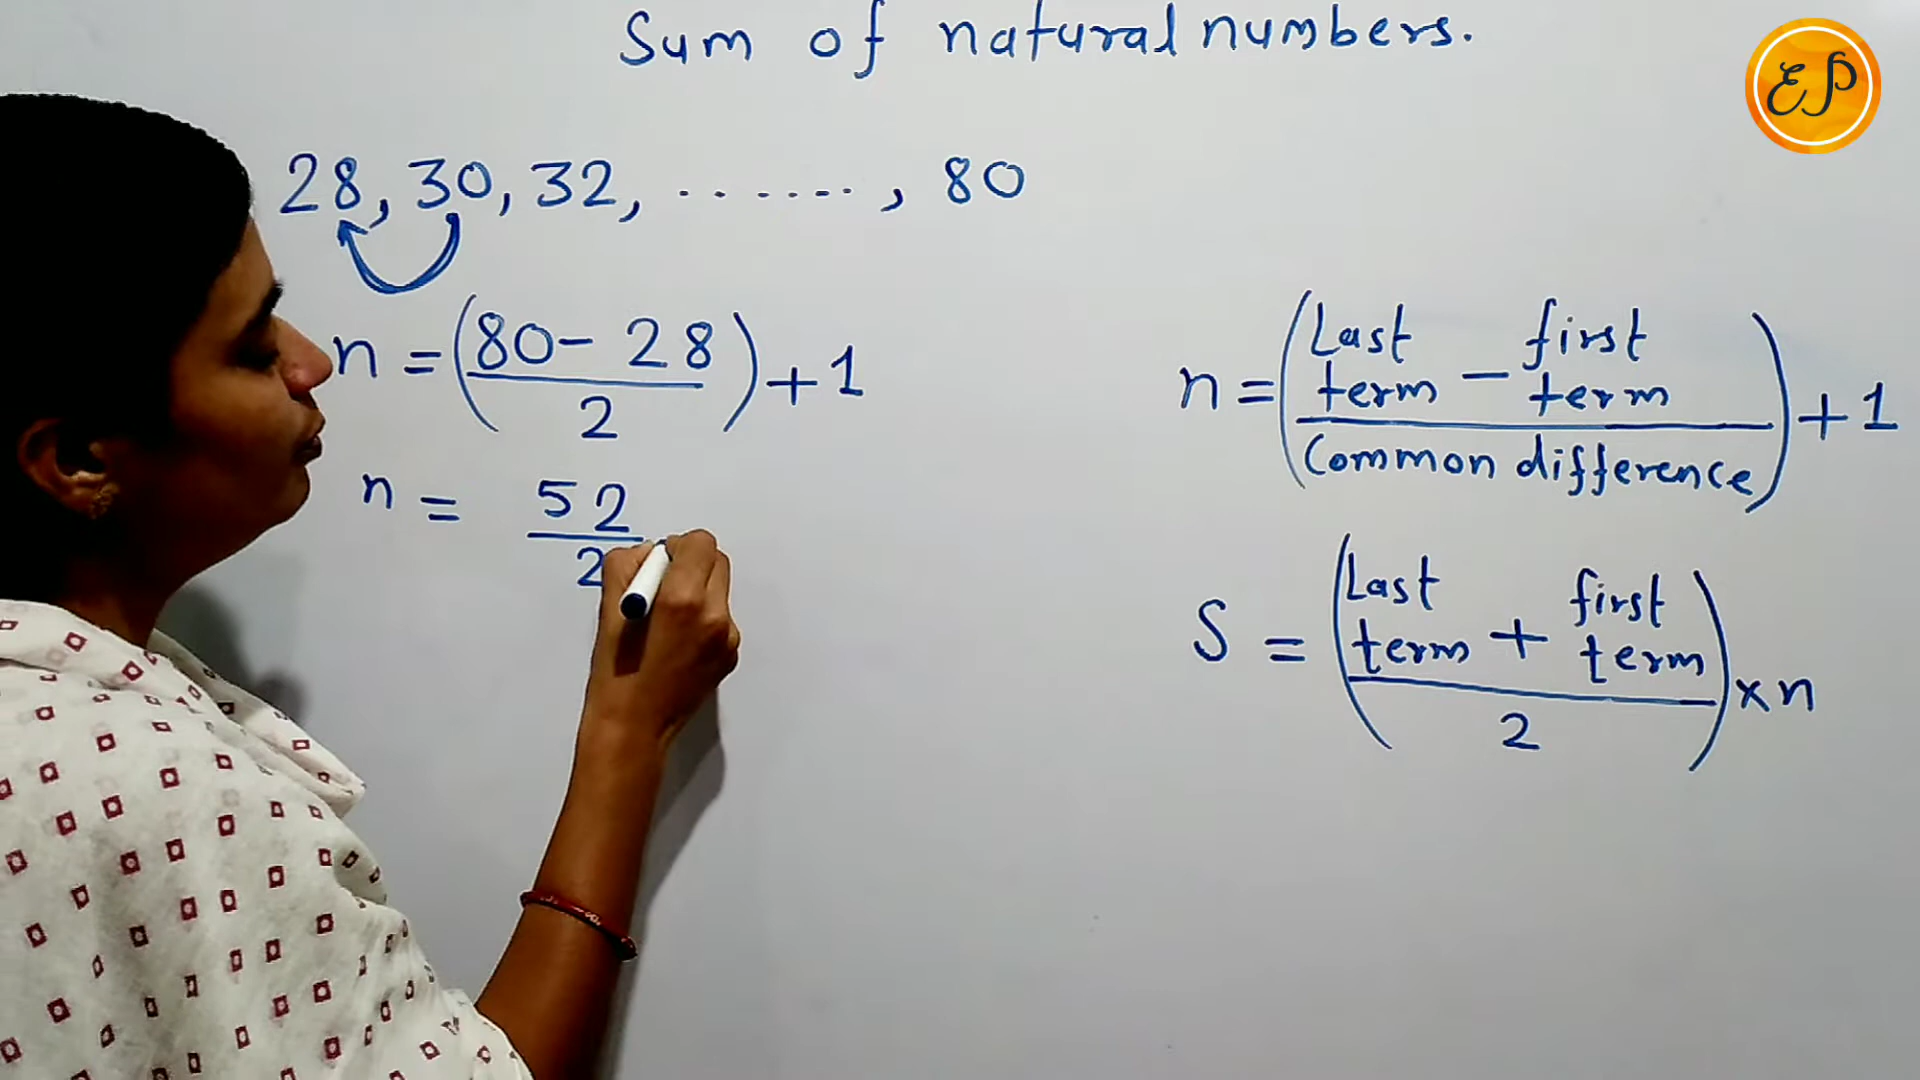 Sum of natural numbers.
EP
28, 30, 32, ......., 80
n = (80 - 28 / 2) + 1
n = 52 / 2
n = (Last term - first term / Common difference) + 1
S = (Last term + first term / 2) × n